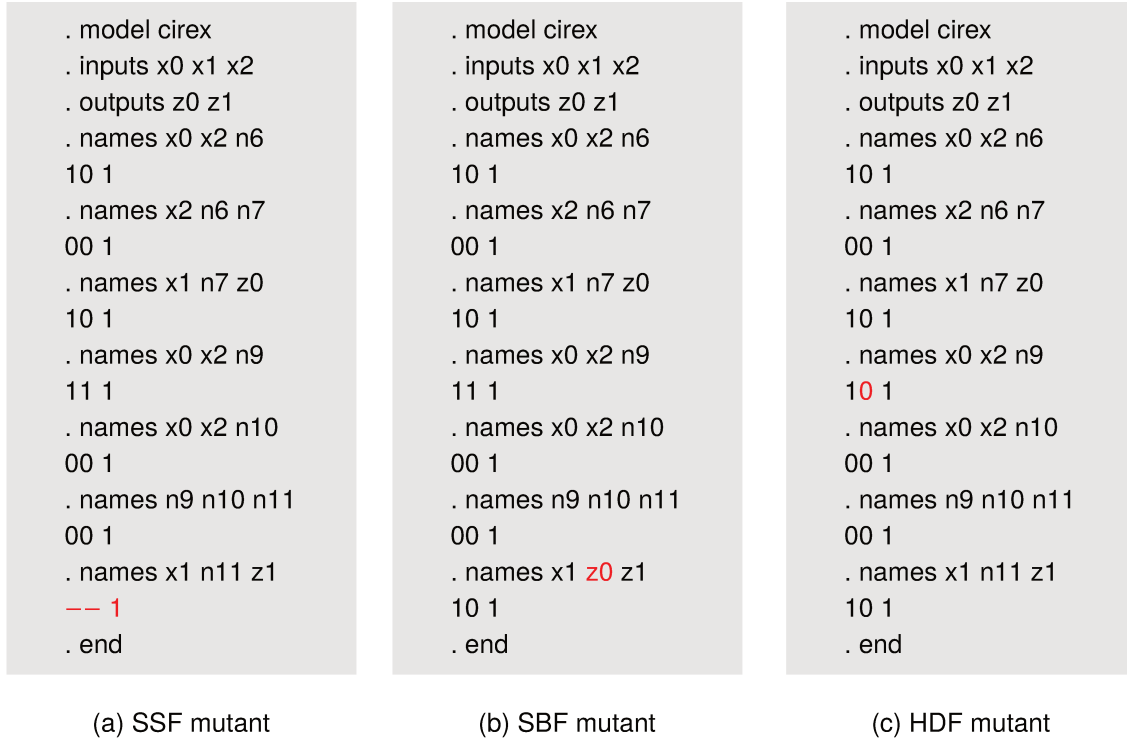 . model cirex
. inputs x0 x1 x2
. outputs z0 z1
. names x0 x2 n6
10 1
. names x2 n6 n7
00 1
. names x1 n7 z0
10 1
. names x0 x2 n9
11 1
. names x0 x2 n10
00 1
. names n9 n10 n11
00 1
. names x1 n11 z1
−− 1
. end
(a) SSF mutant
. model cirex
. inputs x0 x1 x2
. outputs z0 z1
. names x0 x2 n6
10 1
. names x2 n6 n7
00 1
. names x1 n7 z0
10 1
. names x0 x2 n9
11 1
. names x0 x2 n10
00 1
. names n9 n10 n11
00 1
. names x1 z0 z1
10 1
. end
(b) SBF mutant
. model cirex
. inputs x0 x1 x2
. outputs z0 z1
. names x0 x2 n6
10 1
. names x2 n6 n7
00 1
. names x1 n7 z0
10 1
. names x0 x2 n9
10 1
. names x0 x2 n10
00 1
. names n9 n10 n11
00 1
. names x1 n11 z1
10 1
. end
(c) HDF mutant